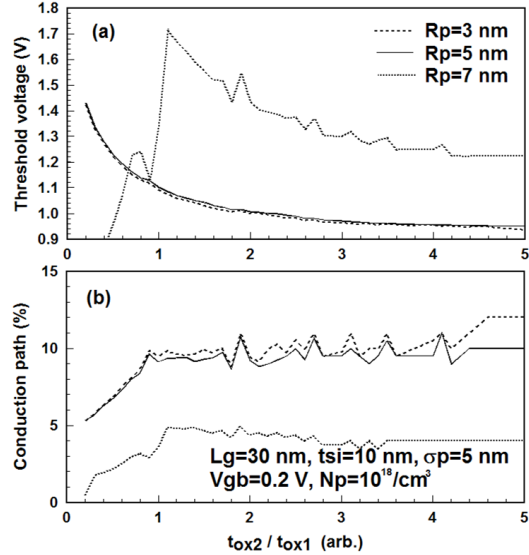 1.8
1.7
1.6
1.5
1.4
1.3
1.2
1.1
1.0
0.9
Threshold voltage (V)
(a)
Rp=3 nm
Rp=5 nm
Rp=7 nm
0 1 2 3 4 5
15
10
5
0
Conduction path (%)
(b)
Lg=30 nm, tsi=10 nm, σp=5 nm
Vgb=0.2 V, Np=10¹⁸/cm³
0 1 2 3 4 5
tox2 / tox1 (arb.)